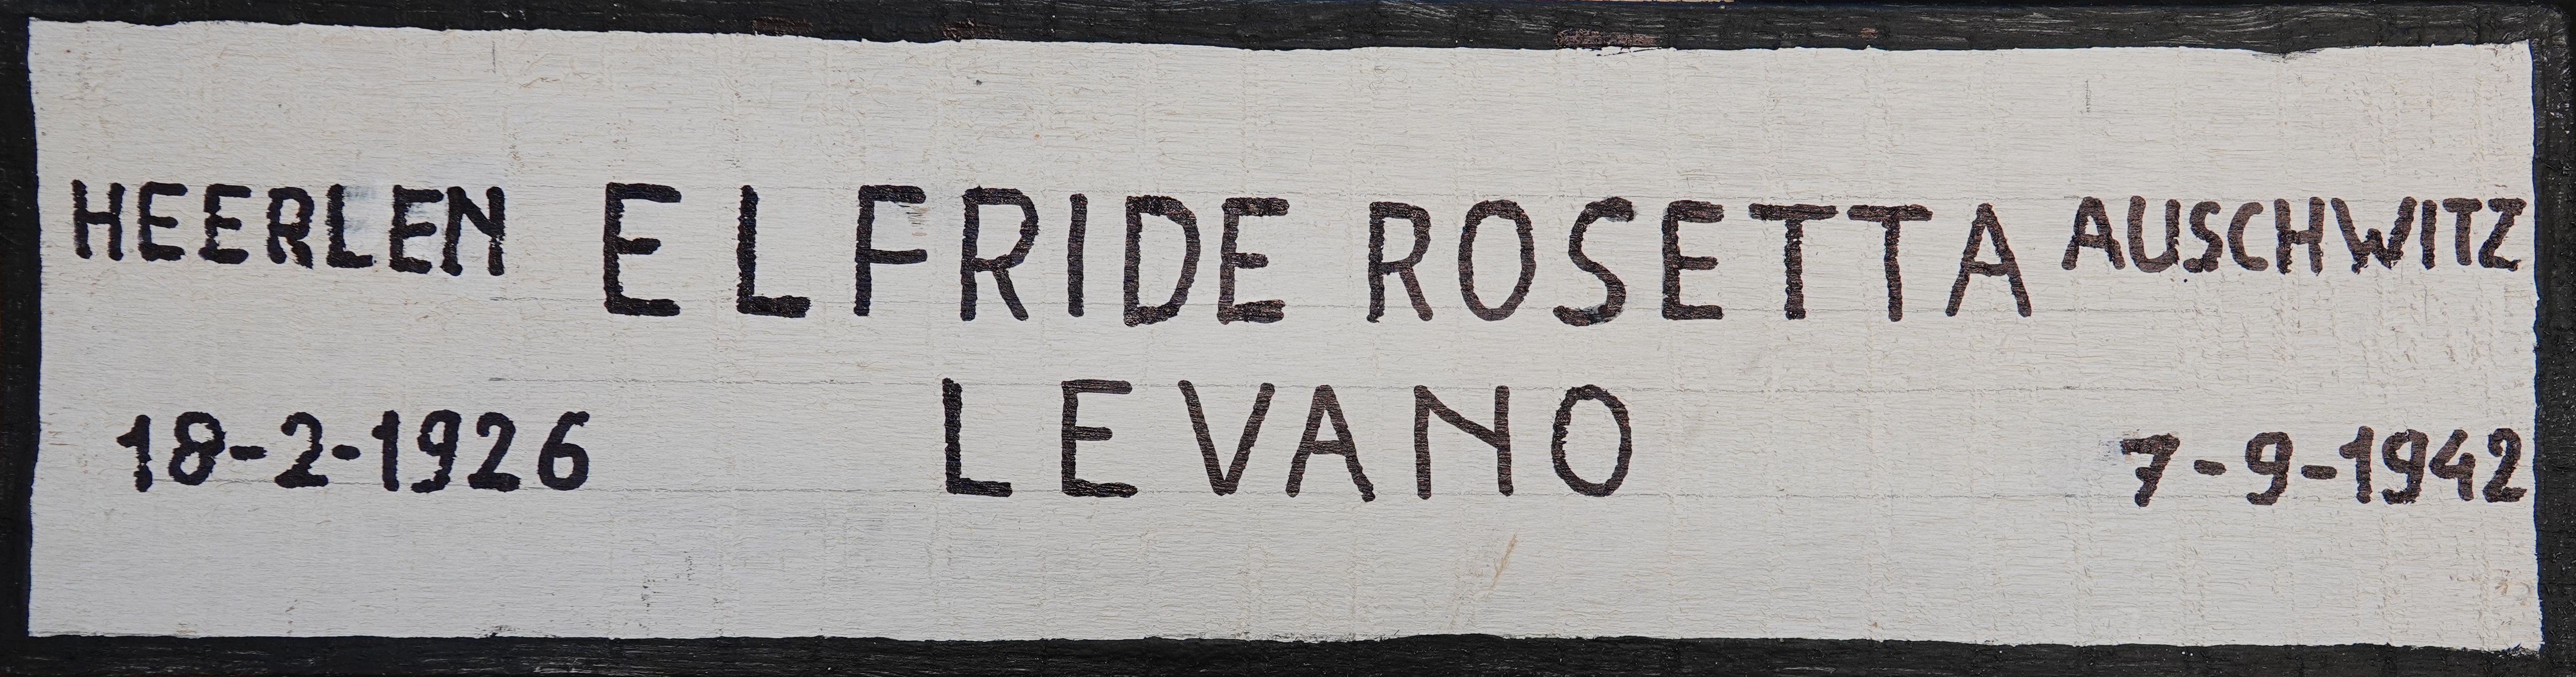 HEERLEN ELFRIDE ROSETTA AUSCHWITZ
18-2-1926 LEVANO 7-9-1942